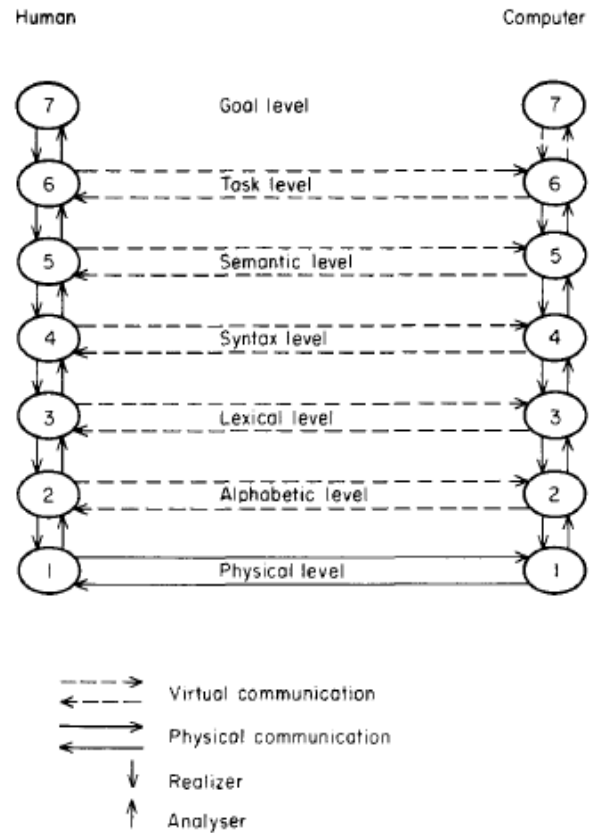 Human Computer
7 Goal level 7
6 Task level 6
5 Semantic level 5
4 Syntax level 4
3 Lexical level 3
2 Alphabetic level 2
1 Physical level 1
Virtual communication
Physical communication
Realizer
Analyser